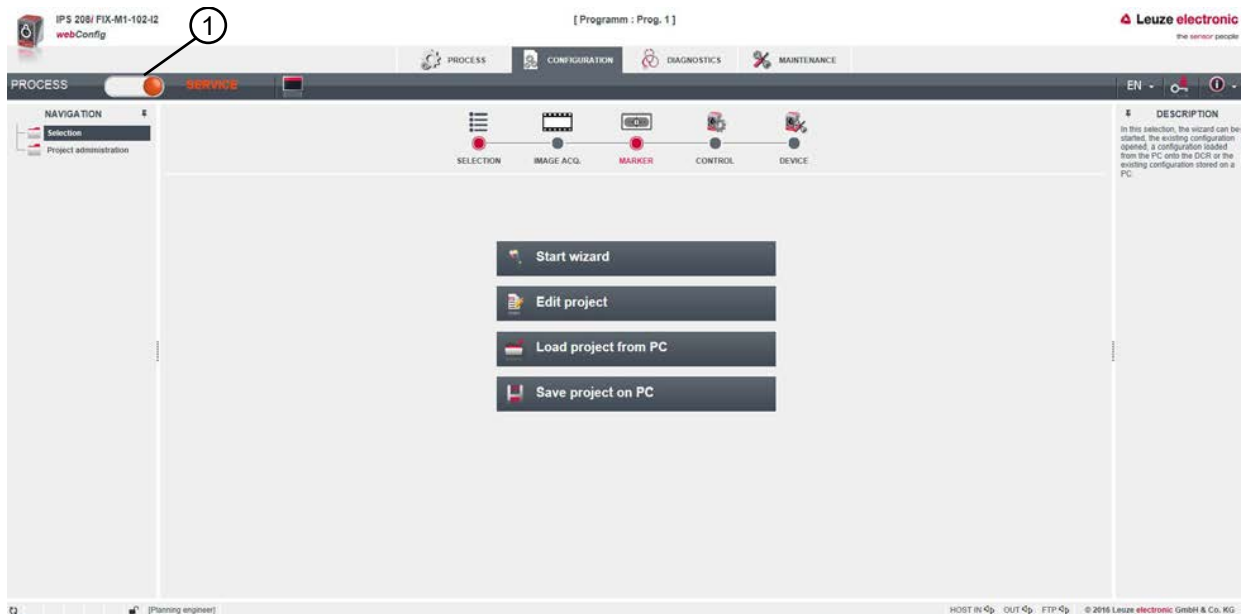 IPS 208i FIX-M1-102-I2
webConfig
1
[ Programm : Prog. 1 ]
Leuze electronic
the sensor people
PROCESS
CONFIGURATION
DIAGNOSTICS
MAINTENANCE
PROCESS
SERVICE
EN
NAVIGATION
Selection
Project administration
SELECTION
IMAGE ACQ.
MARKER
CONTROL
DEVICE
Start wizard
Edit project
Load project from PC
Save project on PC
DESCRIPTION
In this selection, the wizard can be
started, the existing configuration
opened, a configuration loaded
from the PC onto the DCR or the
existing configuration stored on a
PC.
[Planning engineer]
HOST IN OUT FTP © 2016 Leuze electronic GmbH & Co. KG